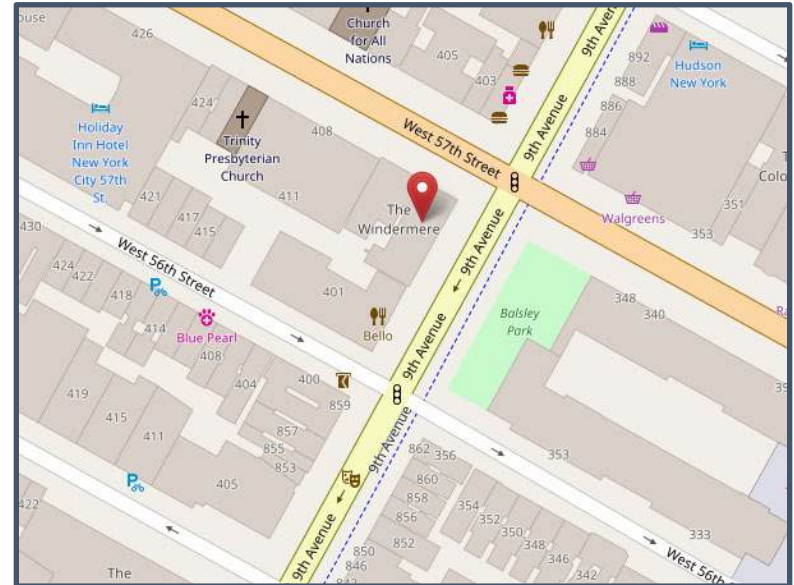 ouse
426
Church
for All
Nations
405
403
9th Avenue
892
888
886
884
Hudson
New York
424
408
West 57th Street
9th Avenue
Holiday
Inn Hotel
New York
City 57th
St.
Trinity
Presbyterian
Church
411
The
Windermere
Walgreens
351
353
Colo
421
417
415
430
West 56th Street
9th Avenue
424
422
418
414
Blue Pearl
408
404
400
401
Bello
Balsley
Park
348
340
9th Avenue
859
857
855
853
419
415
411
405
9th Avenue
862
356
860
858
856
852
354
352
350
348
346
342
353
333
West 56th
422
The
9th Avenue
850
846